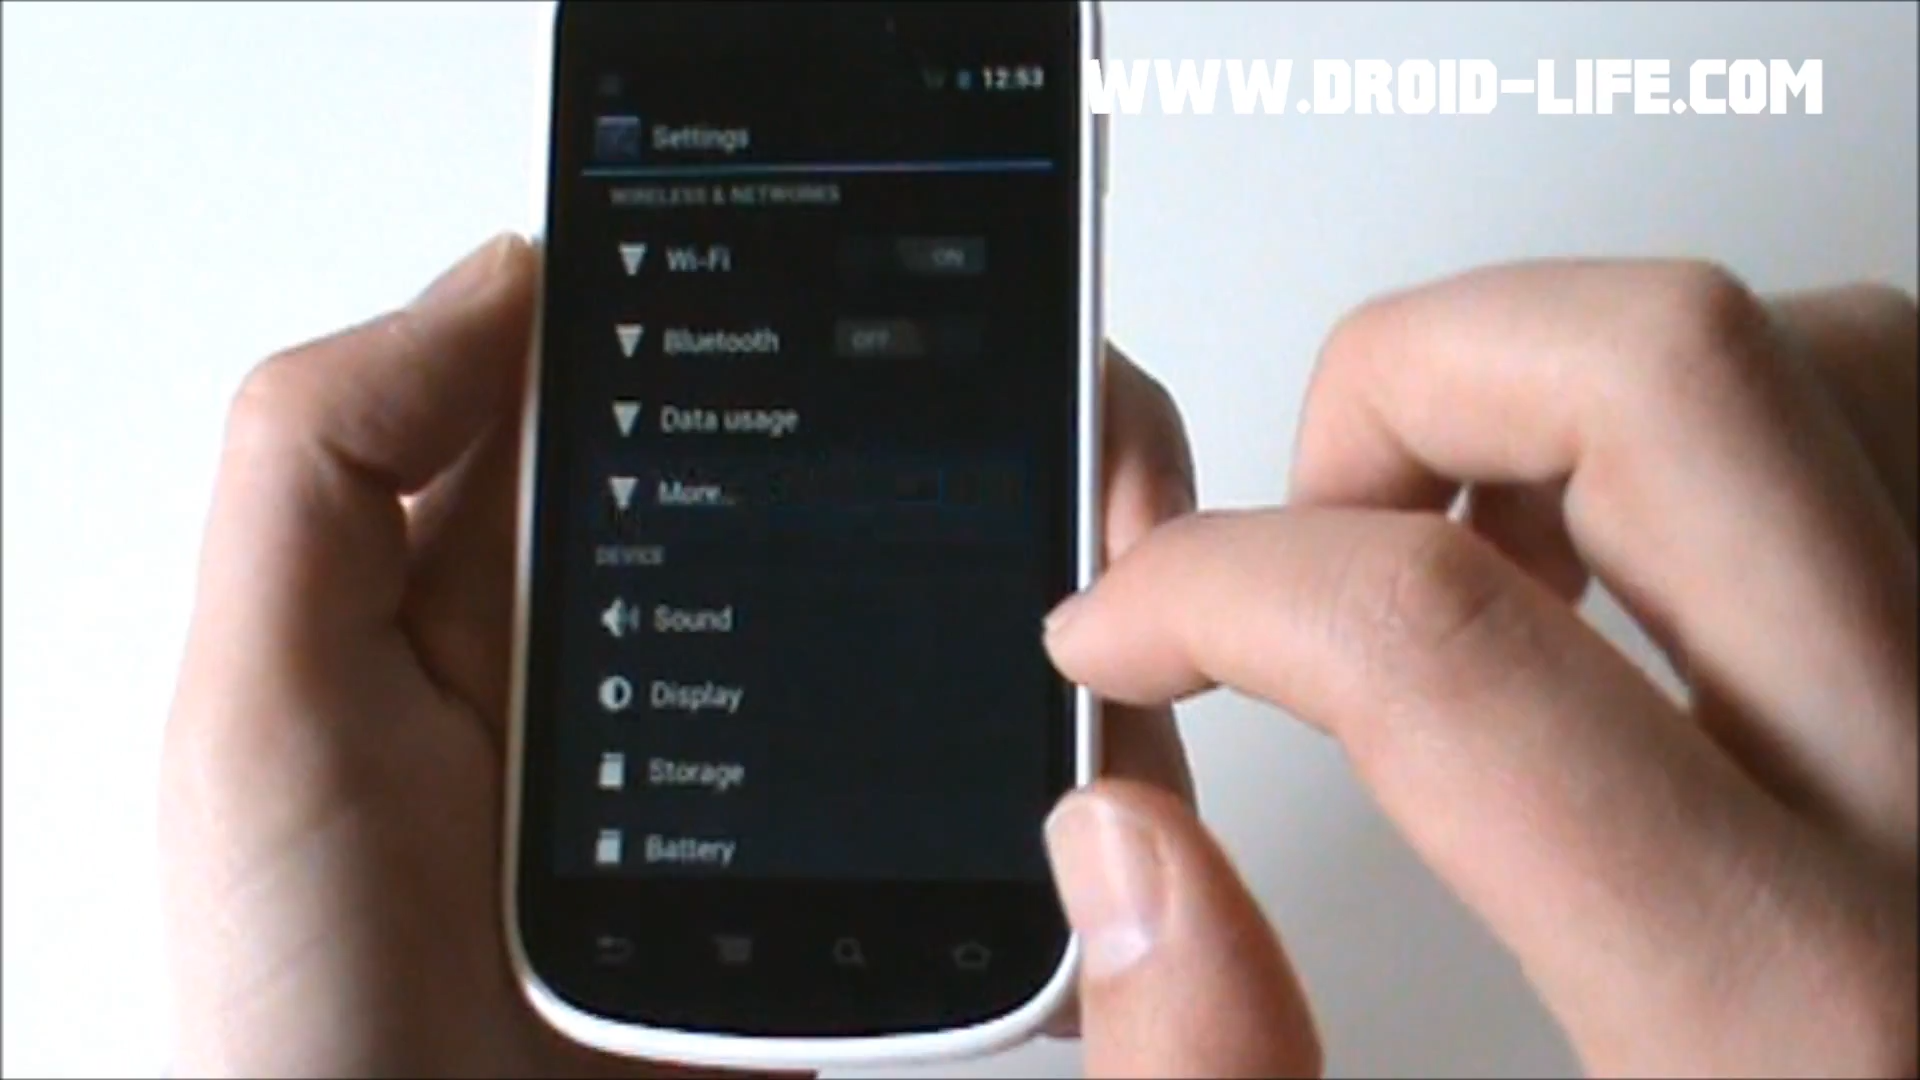 WWW.DROID-LIFE.COM
12:53
Settings
WIRELESS & NETWORKS
Wi-Fi ON
Bluetooth OFF
Data usage
More...
DEVICE
Sound
Display
Storage
Battery